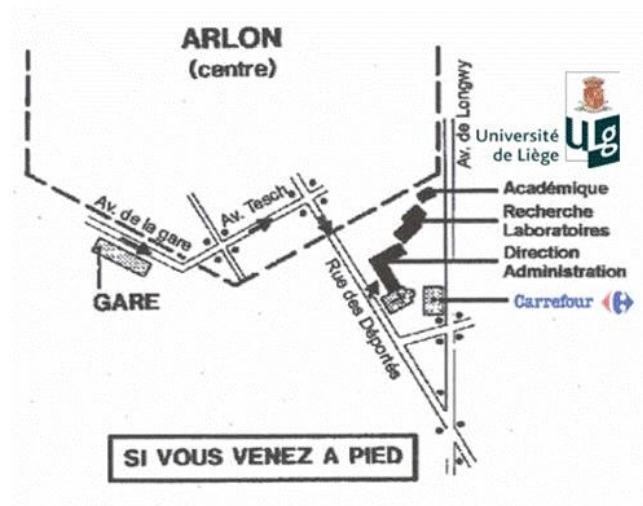 ARLON
(centre)
Av. de Longwy
Université
de Liège
ULg
Académique
Recherche
Laboratoires
Direction
Administration
Carrefour
Av. de la gare
Av. Tesch
Rue des Déportés
GARE
SI VOUS VENEZ A PIED